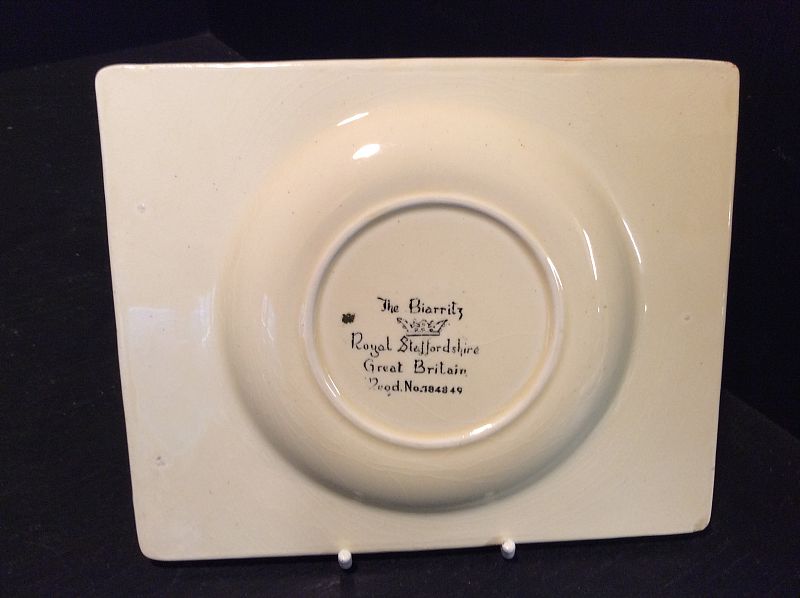 The Biarritz
Royal Staffordshire
Great Britain
Regd. No. 784849